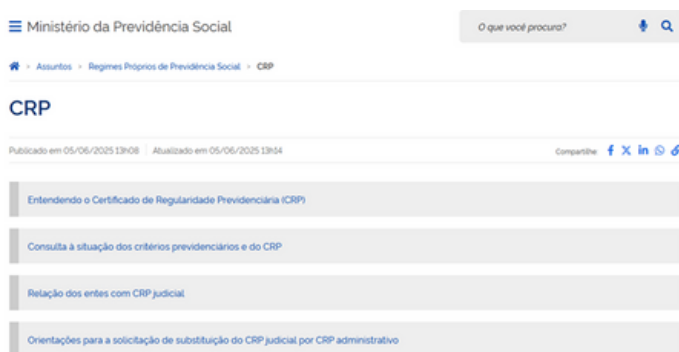 Ministério da Previdência Social
O que você procura?
> Assuntos > Regimes Próprios de Previdência Social > CRP
CRP
Publicado em 05/06/2025 13h08 | Atualizado em 05/06/2025 13h14
Compartilhe:
Entendendo o Certificado de Regularidade Previdenciária (CRP)
Consulta à situação dos critérios previdenciários e do CRP
Relação dos entes com CRP judicial
Orientações para a solicitação de substituição do CRP judicial por CRP administrativo